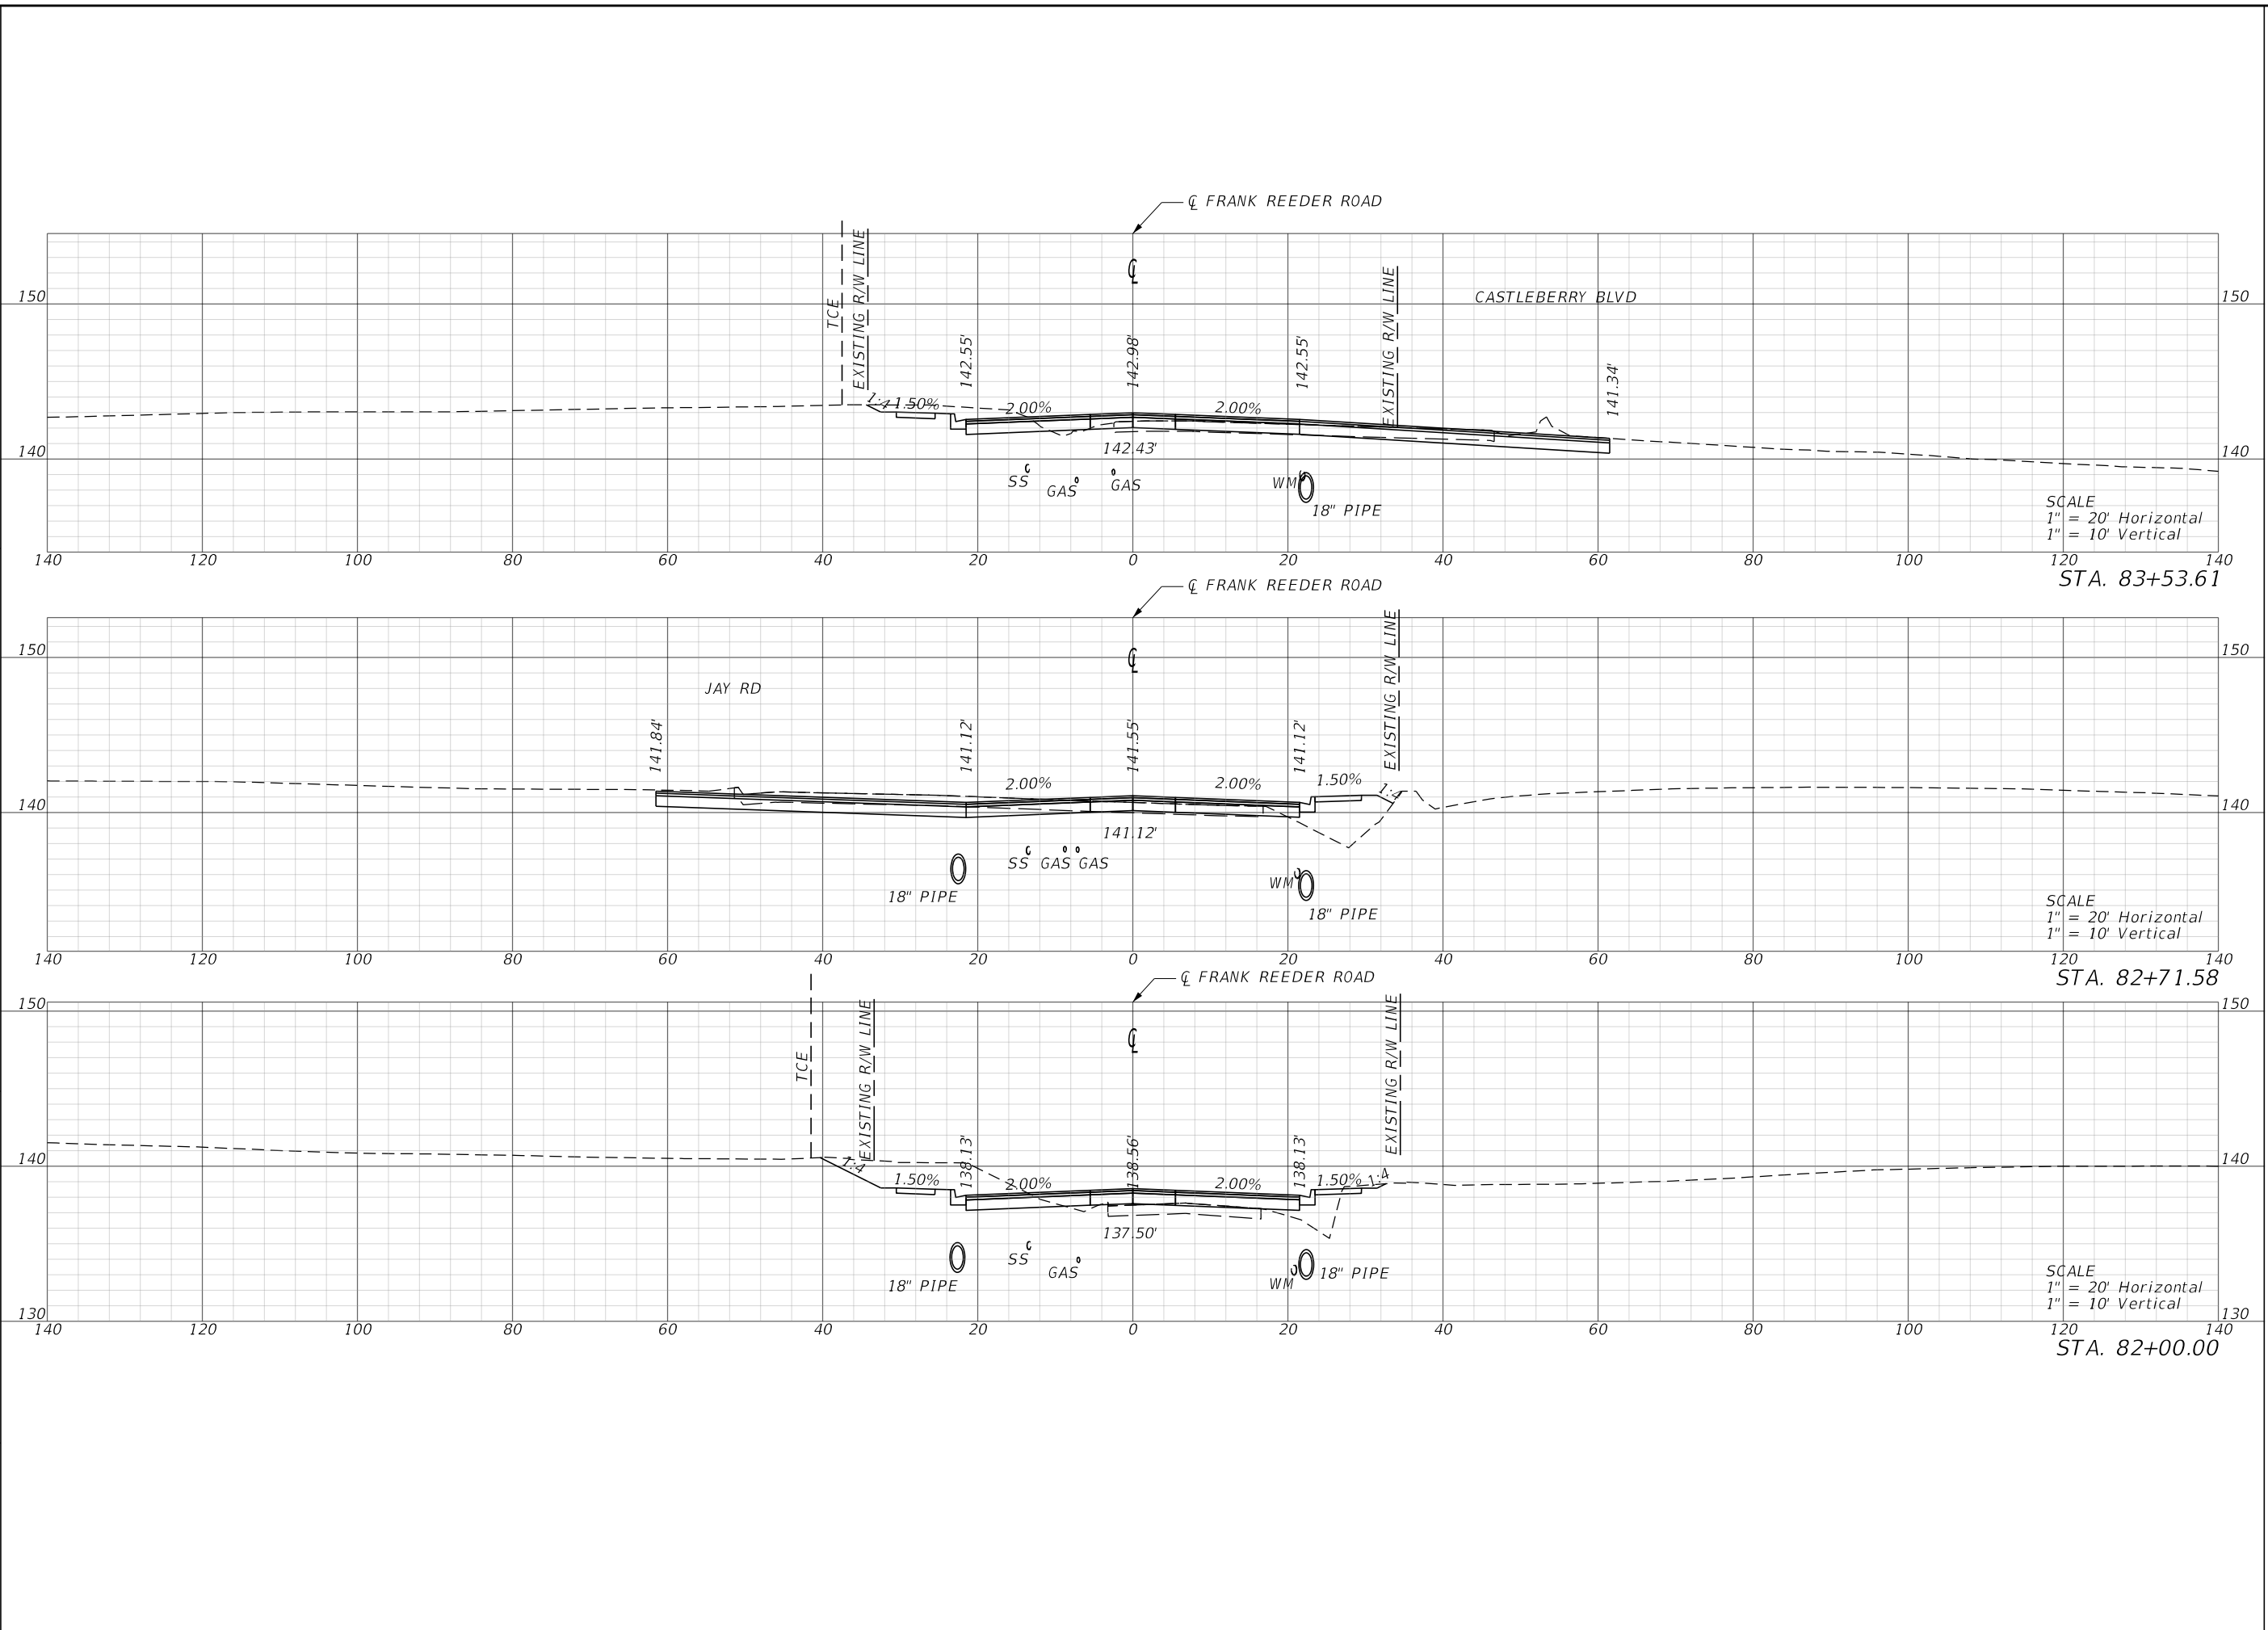 ℄ FRANK REEDER ROAD
TCE
EXISTING R/W LINE
℄
EXISTING R/W LINE
CASTLEBERRY BLVD
150
150
142.55'
142.98'
142.55'
141.34'
1:4
1.50%
2.00%
2.00%
140
140
142.43'
SS
GAS
GAS
WM
18" PIPE
SCALE
1" = 20' Horizontal
1" = 10' Vertical
140 120 100 80 60 40 20 0 20 40 60 80 100 120 140
STA. 83+53.61
℄ FRANK REEDER ROAD
EXISTING R/W LINE
℄
150
150
JAY RD
141.84'
141.12'
141.55'
141.12'
2.00%
2.00%
1.50%
1:4
140
140
141.12'
SS
GAS
GAS
WM
18" PIPE
18" PIPE
SCALE
1" = 20' Horizontal
1" = 10' Vertical
140 120 100 80 60 40 20 0 20 40 60 80 100 120 140
STA. 82+71.58
℄ FRANK REEDER ROAD
150
150
TCE
EXISTING R/W LINE
℄
EXISTING R/W LINE
138.13'
138.56'
138.13'
140
140
1:4
1.50%
2.00%
2.00%
1.50%
1:4
137.50'
SS
GAS
WM
18" PIPE
18" PIPE
SCALE
1" = 20' Horizontal
1" = 10' Vertical
130
130
140 120 100 80 60 40 20 0 20 40 60 80 100 120 140
STA. 82+00.00